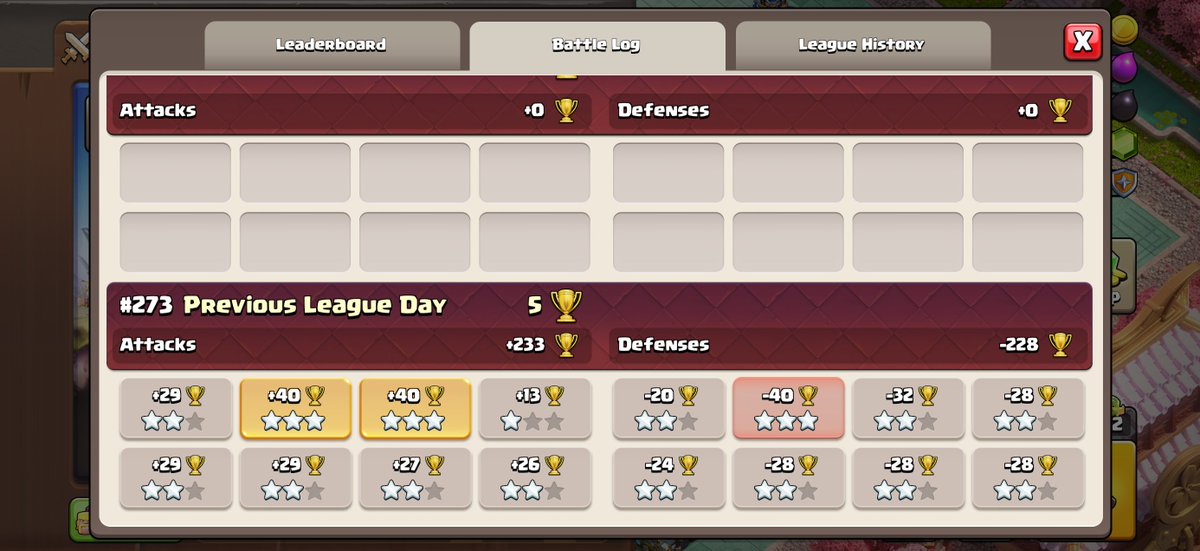 Leaderboard Battle Log League History X
Attacks +0 Defenses +0
#273 Previous League Day 5
Attacks +233 Defenses -228
+29 +40 +40 +13 -20 -40 -32 -28
+29 +29 +27 +26 -24 -28 -28 -28